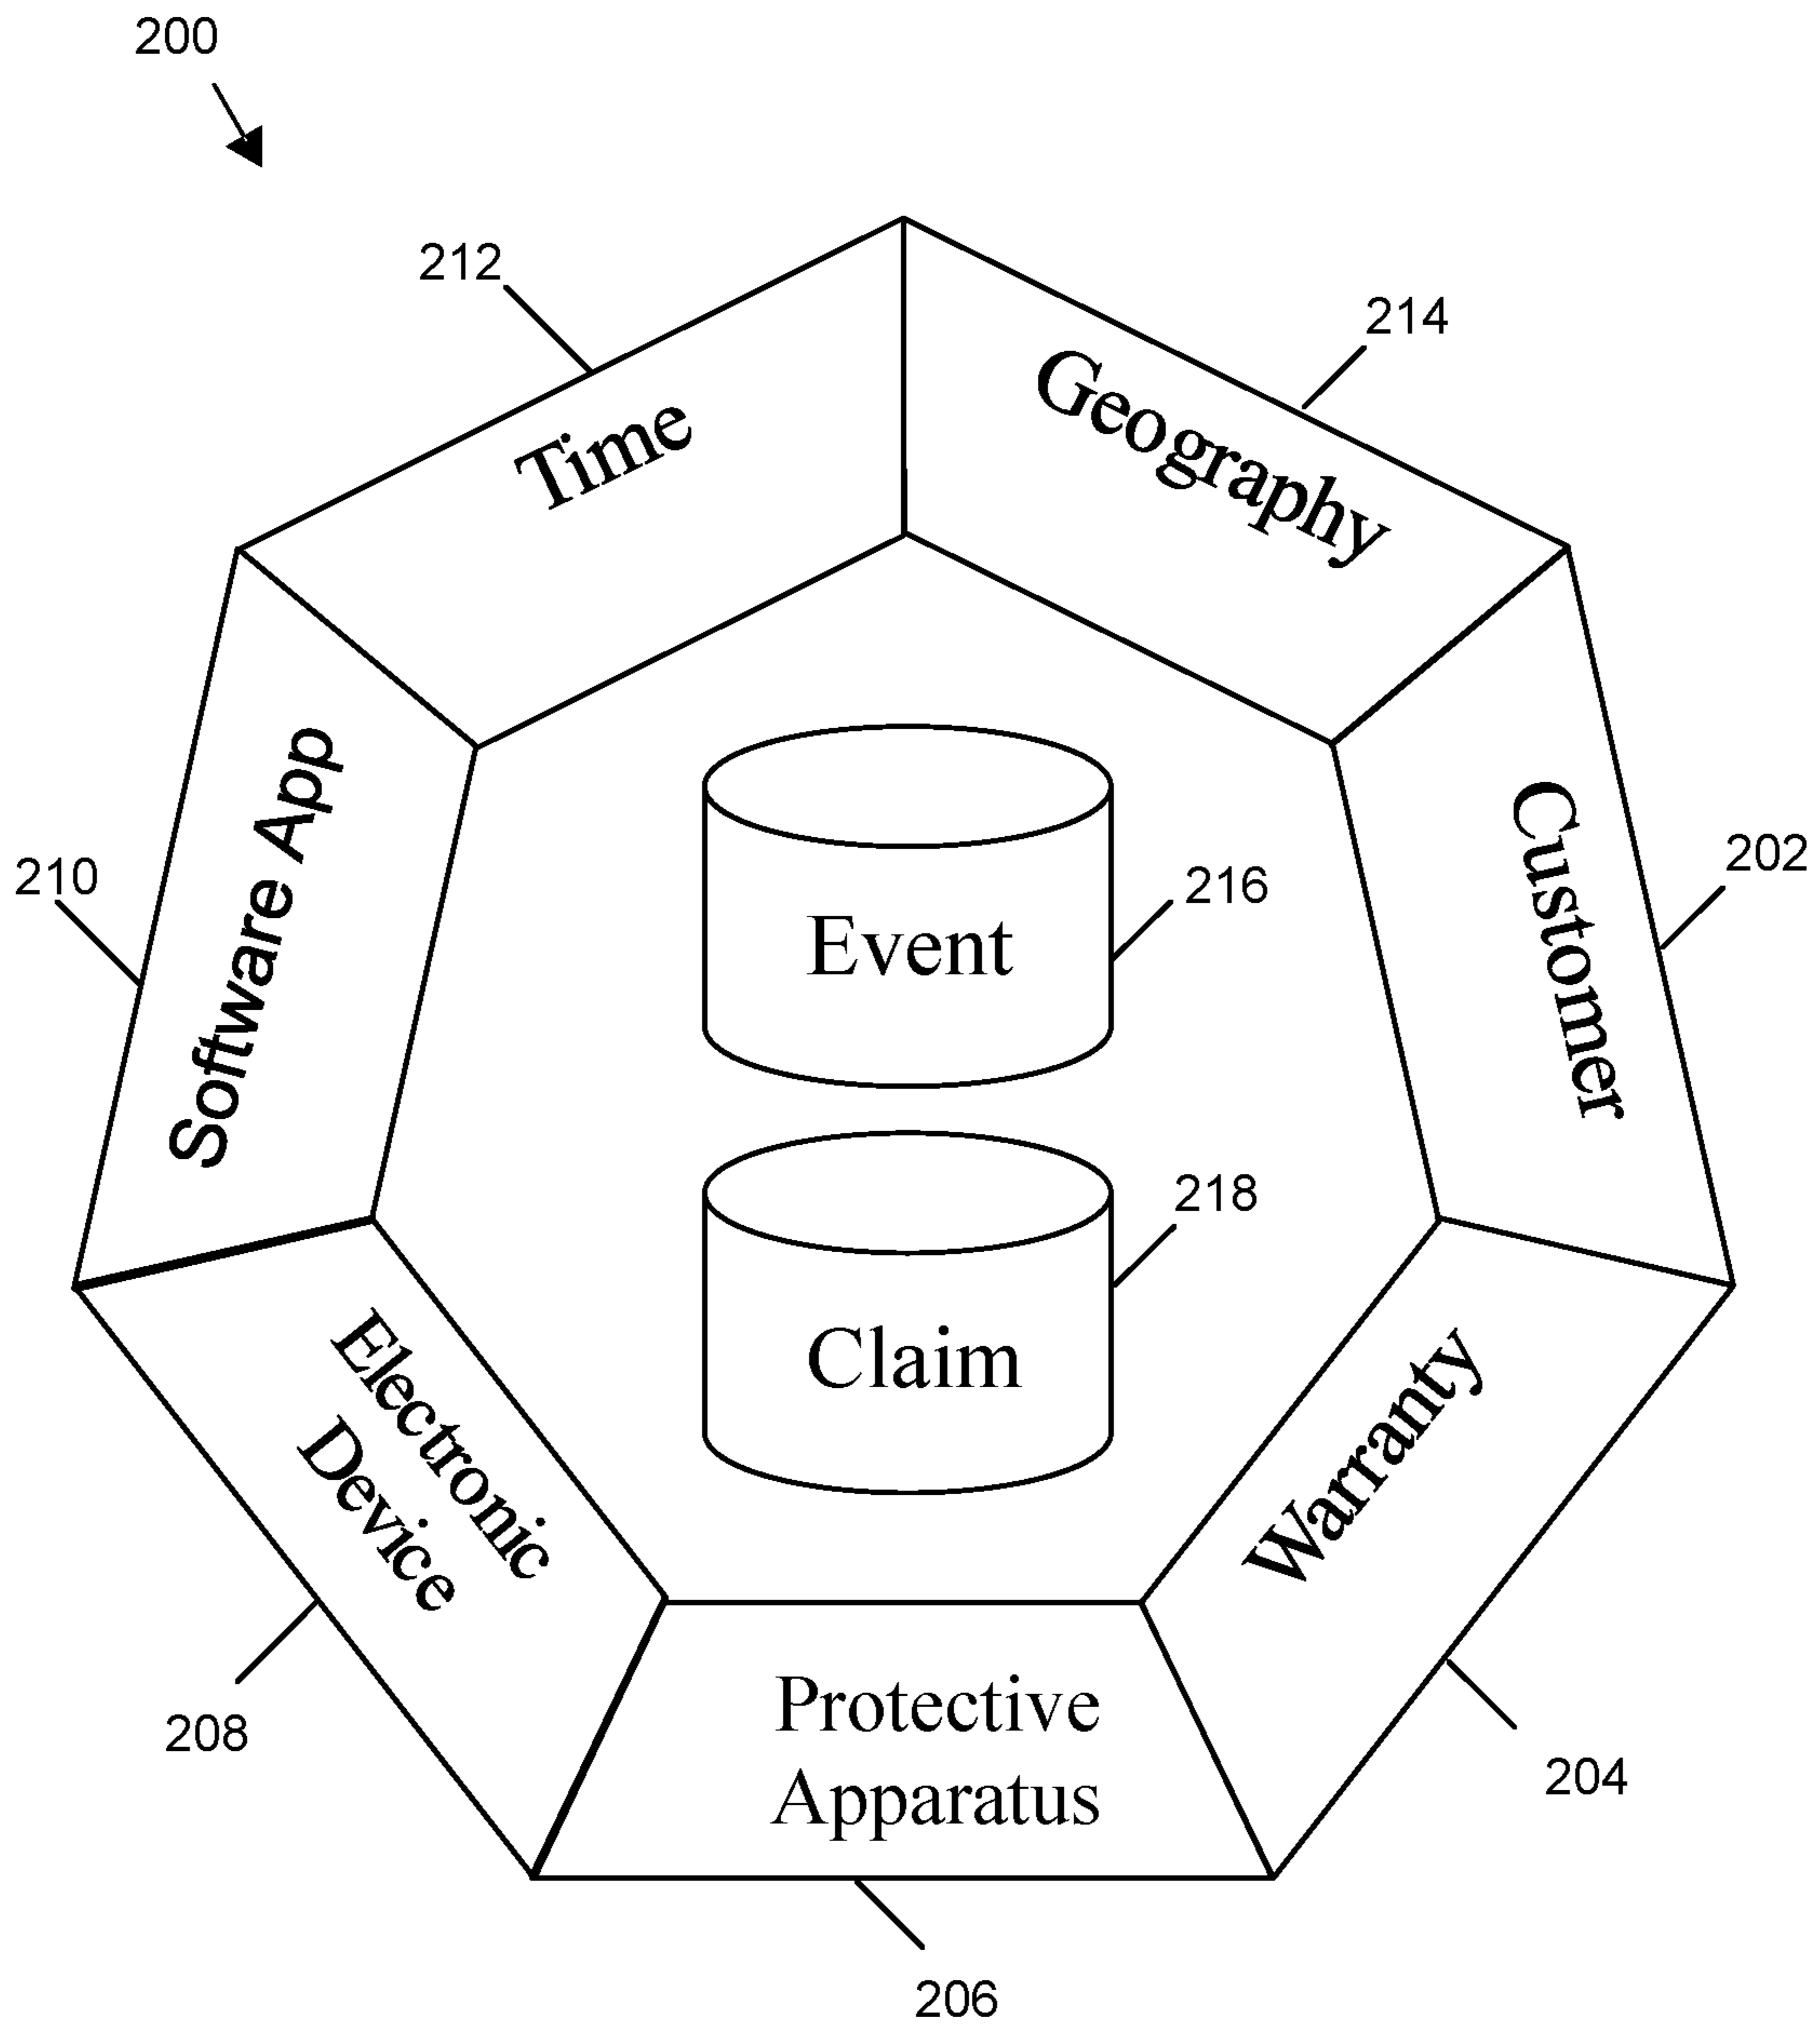 200
212
214
Time
Geography
Software App
Customer
210
202
Event
216
Claim
218
Electronic
Device
Warranty
208
204
Protective
Apparatus
206